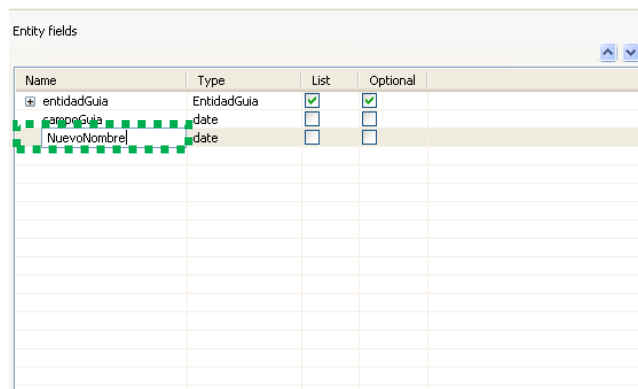 Entity fields
Name Type List Optional
entidadGuia EntidadGuia
campoGuia date
NuevoNombre date